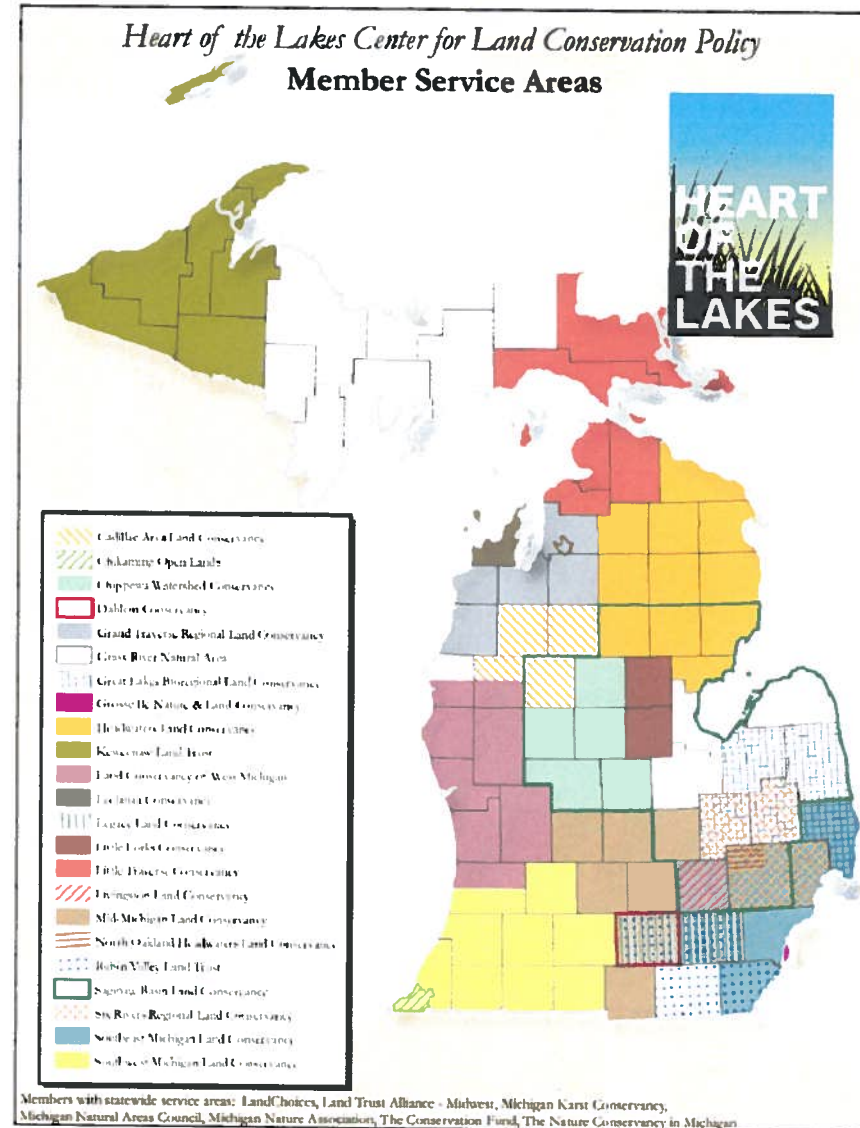 Heart of the Lakes Center for Land Conservation Policy
Member Service Areas
HEART
OF
THE
LAKES
Cadillac Area Land Conservancy
Chikaming Open Lands
Chippewa Watershed Conservancy
Dahlem Conservancy
Grand Traverse Regional Land Conservancy
Grass River Natural Area
Great Lakes Bioregional Land Conservancy
Grosse Ile Nature & Land Conservancy
Headwaters Land Conservancy
Keweenaw Land Trust
Land Conservancy of West Michigan
Leelanau Conservancy
Legacy Land Conservancy
Little Forks Conservancy
Little Traverse Conservancy
Livingston Land Conservancy
Mid-Michigan Land Conservancy
North Oakland Headwaters Land Conservancy
Raisin Valley Land Trust
Saginaw Basin Land Conservancy
Six Rivers Regional Land Conservancy
Southeast Michigan Land Conservancy
Southwest Michigan Land Conservancy
Members with statewide service areas: LandChoices, Land Trust Alliance - Midwest, Michigan Karst Conservancy,
Michigan Natural Areas Council, Michigan Nature Association, The Conservation Fund, The Nature Conservancy in Michigan